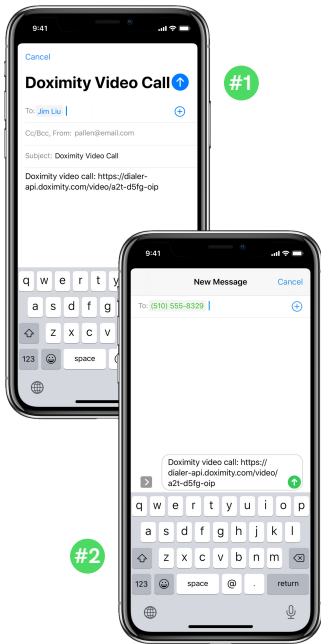 9:41
Cancel
Doximity Video Call
#1
To: Jim Liu
Cc/Bcc, From: pallen@email.com
Subject: Doximity Video Call
Doximity video call: https://dialer-
api.doximity.com/video/a2t-d5fg-oip
q w e r t y
a s d f g
z x c v
123 space
9:41
New Message Cancel
To: (510) 555-8329
Doximity video call: https://
dialer-api.doximity.com/video/
a2t-d5fg-oip
q w e r t y u i o p
a s d f g h j k l
#2
z x c v b n m
123 space @ . return